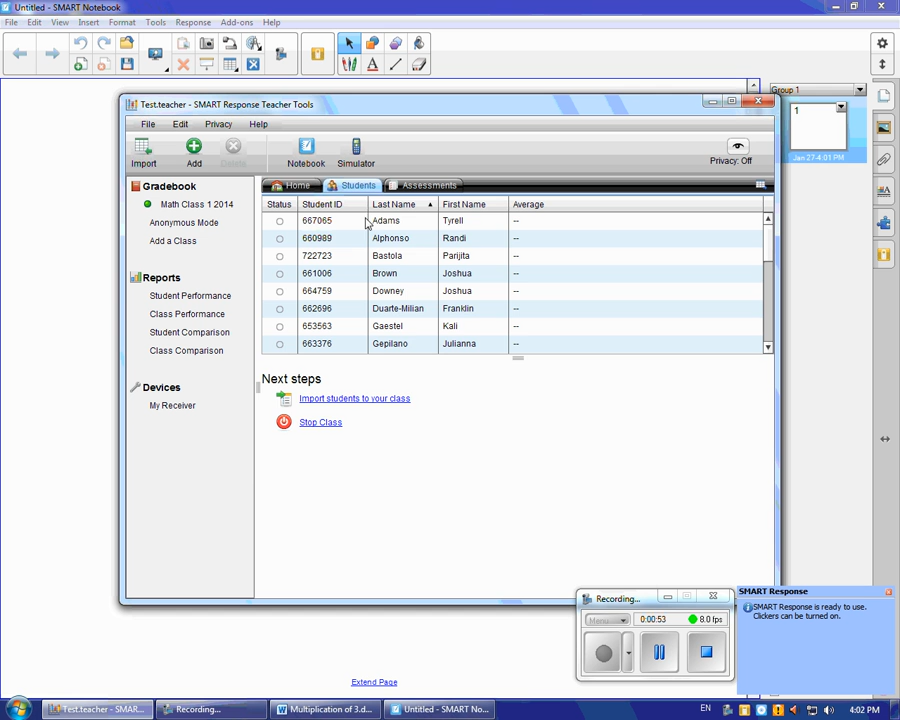 Untitled - SMART Notebook
File Edit View Insert Format Tools Response Add-ons Help
Group 1
1
Jan 27-4:01 PM
Test.teacher - SMART Response Teacher Tools
File Edit Privacy Help
Import Add Delete Notebook Simulator Privacy: Off
Gradebook
Math Class 1 2014
Anonymous Mode
Add a Class
Reports
Student Performance
Class Performance
Student Comparison
Class Comparison
Devices
My Receiver
Home Students Assessments
Status Student ID Last Name First Name Average
667065 Adams Tyrell --
660989 Alphonso Randi --
722723 Bastola Parijita --
661006 Brown Joshua --
664759 Downey Joshua --
662696 Duarte-Milian Franklin --
653563 Gaestel Kali --
663376 Gepilano Julianna --
Next steps
Import students to your class
Stop Class
Recording...
Menu 0:00:53 8.0 fps
SMART Response
SMART Response is ready to use.
Clickers can be turned on.
Extend Page
Test.teacher - SMAR... Recording... Multiplication of 3.d... Untitled - SMART No... EN 4:02 PM